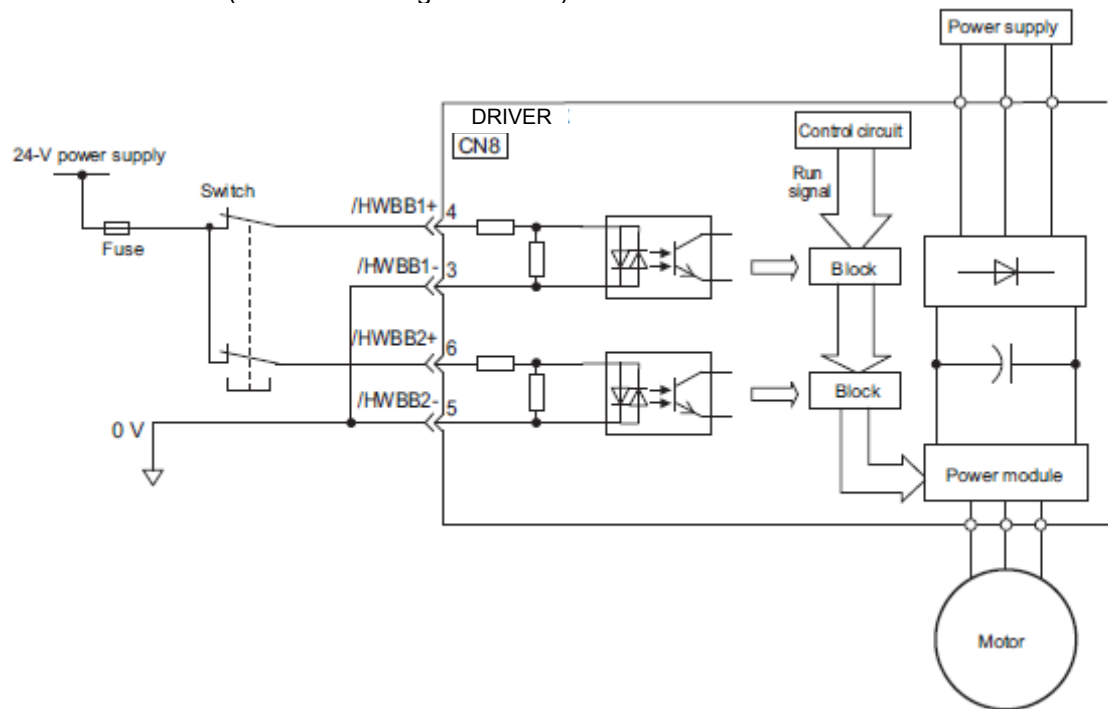 Power supply
DRIVER
CN8
Control circuit
24-V power supply
Switch
Run
signal
/HWBB1+
4
Fuse
/HWBB1-
3
Block
/HWBB2+
6
Block
/HWBB2-
5
0 V
Power module
Motor